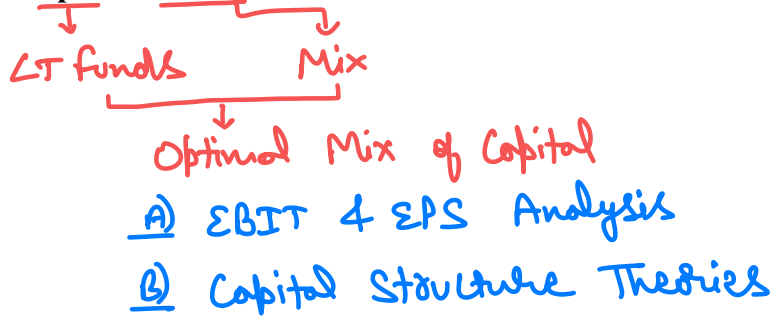 LT funds Mix
Optimal Mix of Capital
A) EBIT & EPS Analysis
B) Capital Structure Theories